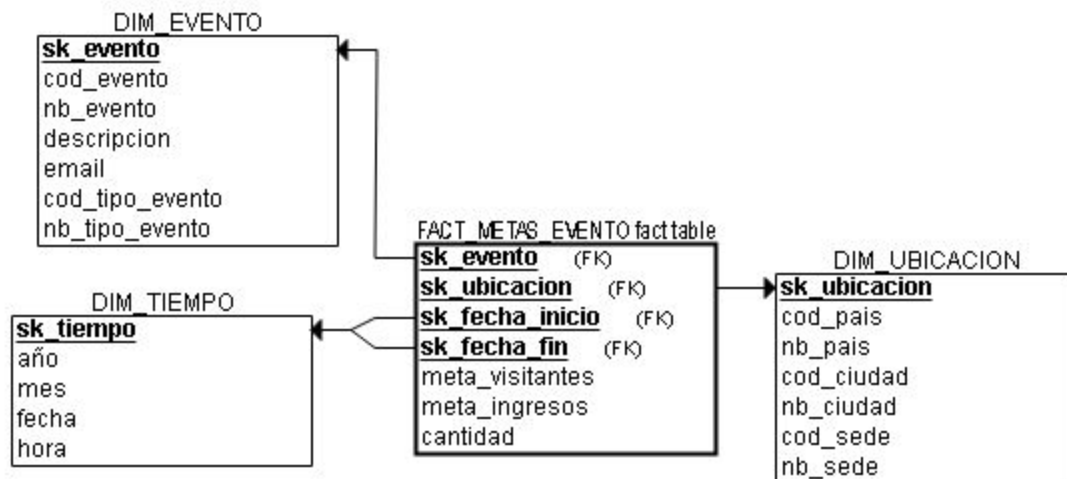 DIM_EVENTO
sk_evento
cod_evento
nb_evento
descripcion
email
cod_tipo_evento
nb_tipo_evento
DIM_TIEMPO
sk_tiempo
año
mes
fecha
hora
FACT_METAS_EVENTO fact table
sk_evento (FK)
sk_ubicacion (FK)
sk_fecha_inicio (FK)
sk_fecha_fin (FK)
meta_visitantes
meta_ingresos
cantidad
DIM_UBICACION
sk_ubicacion
cod_pais
nb_pais
cod_ciudad
nb_ciudad
cod_sede
nb_sede